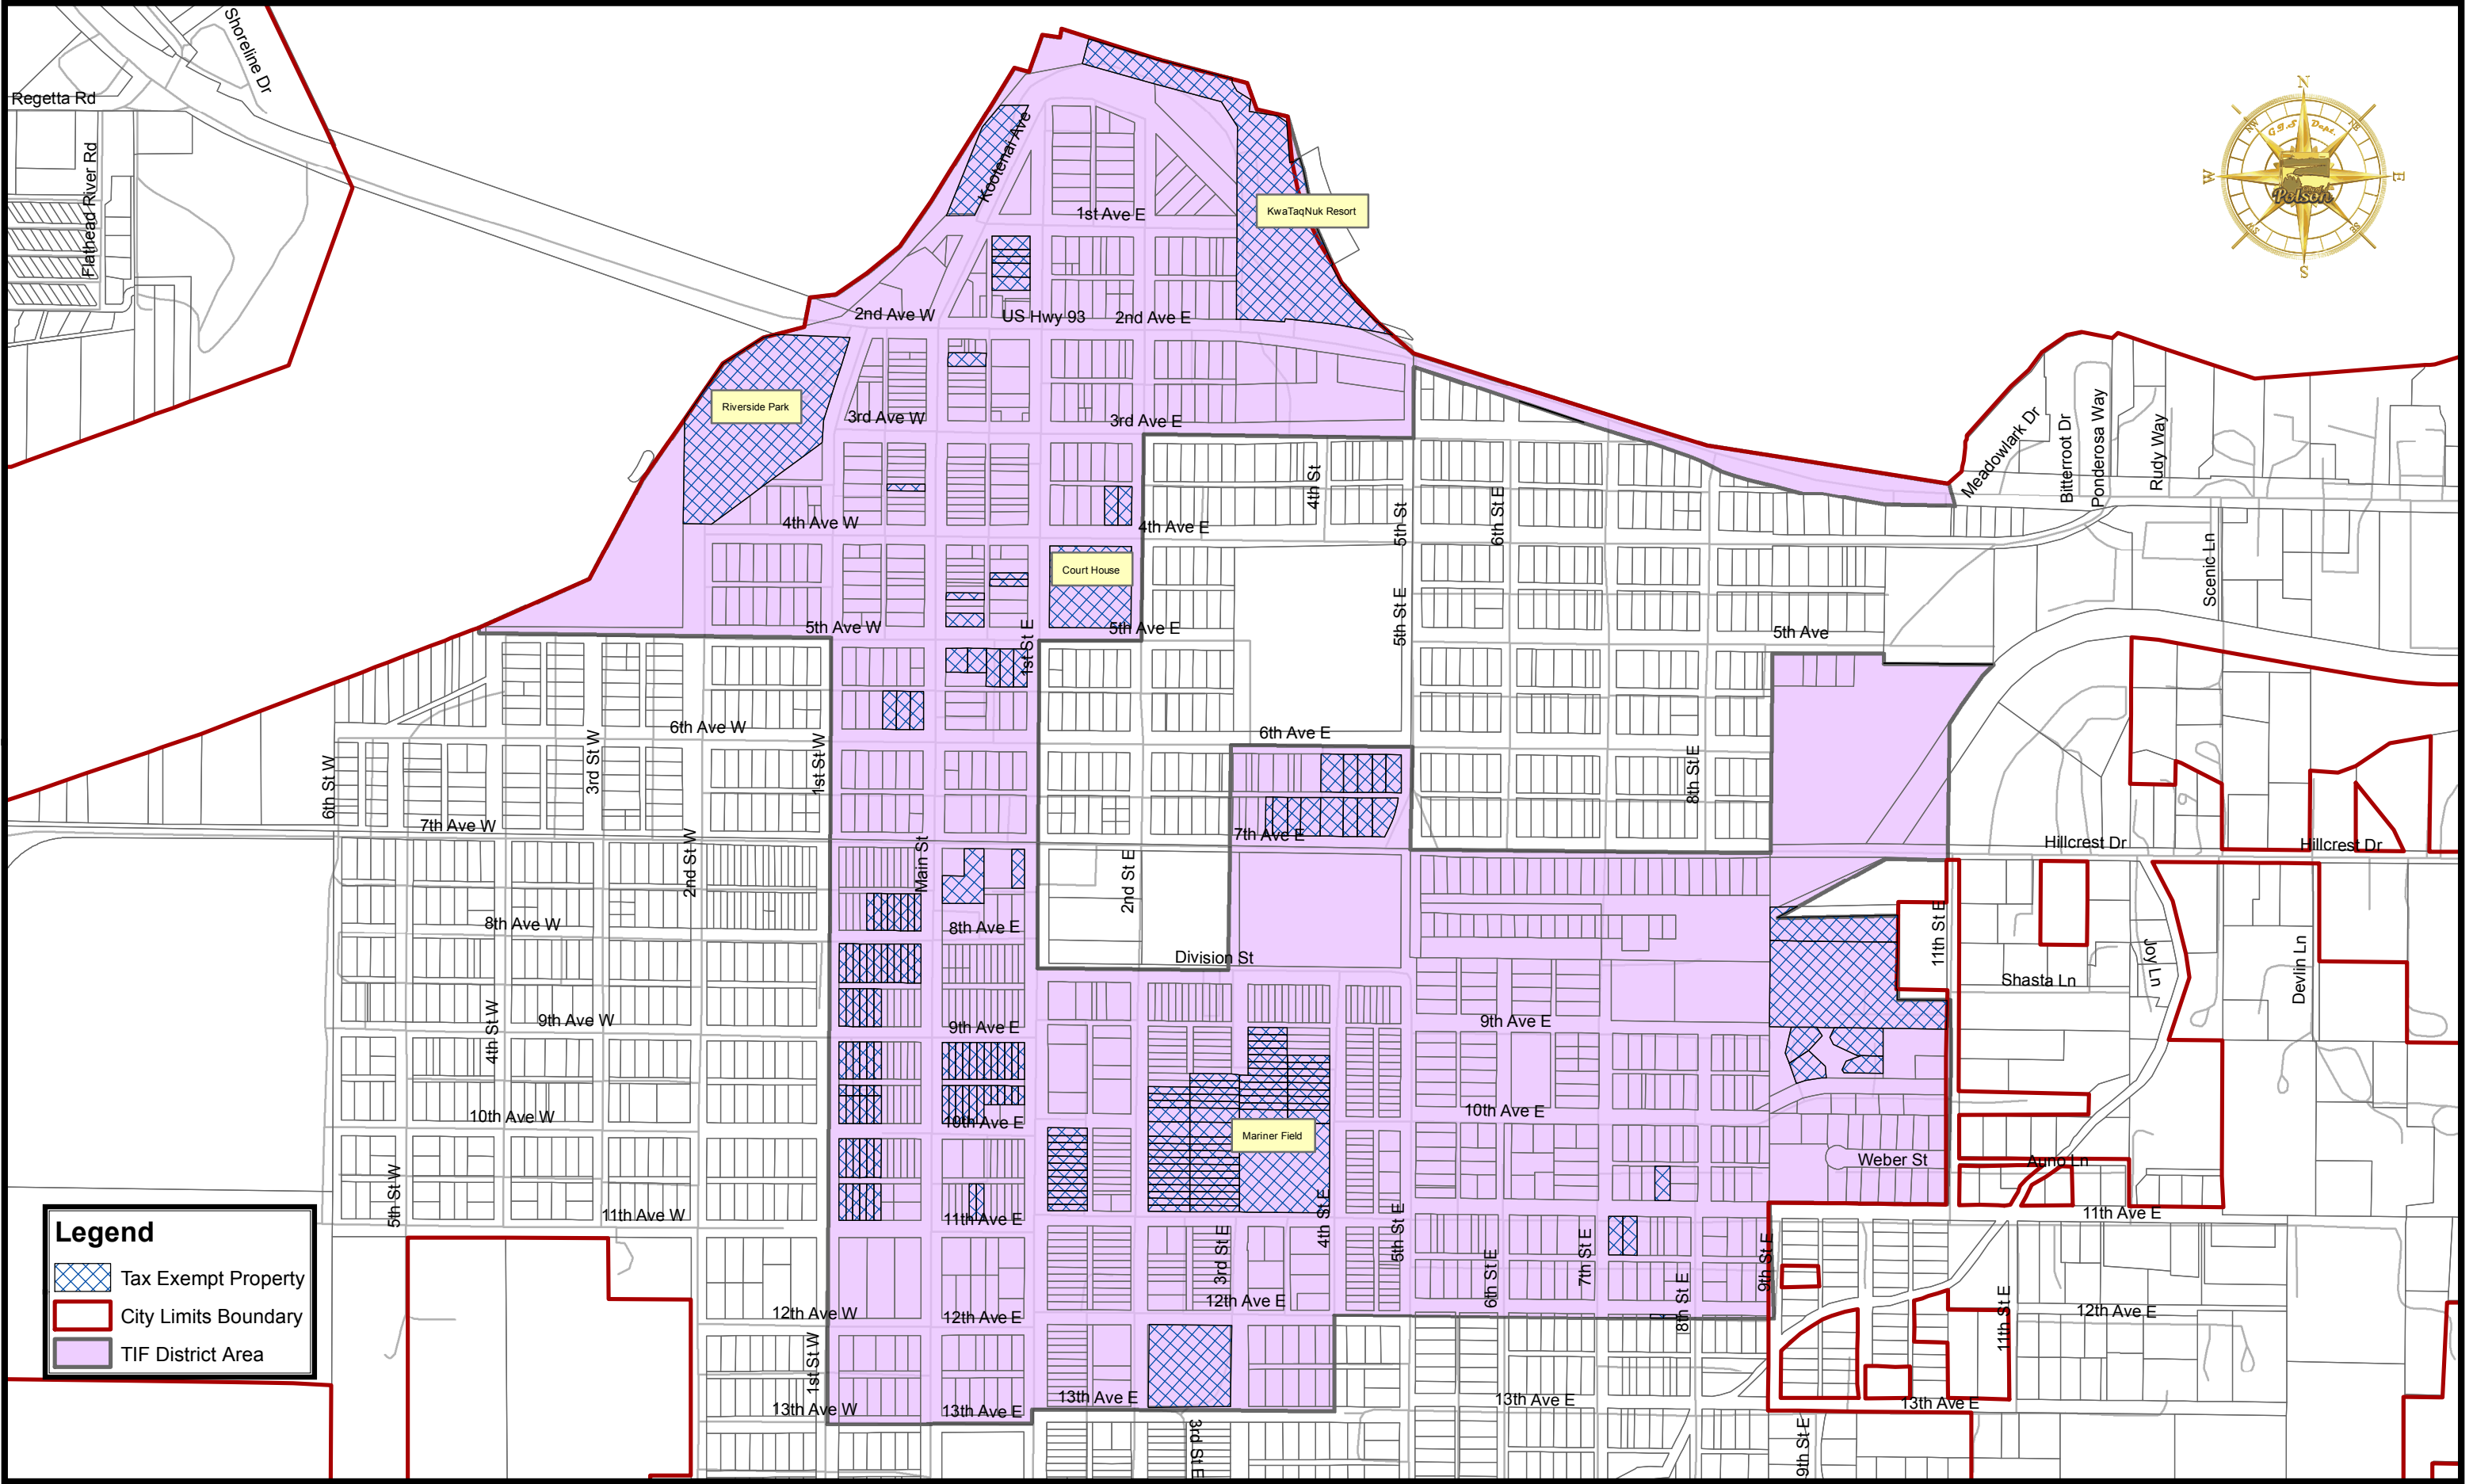 Shoreline Dr
Regetta Rd
Flathead River Rd
N
NW
NE
G.I.S Dept.
W
E
Polson
SW
SE
S
Kootenai Ave
KwaTaqNuk Resort
1st Ave E
2nd Ave W
US Hwy 93
2nd Ave E
Riverside Park
3rd Ave W
3rd Ave E
Meadowlark Dr
Bitterroot Dr
Ponderosa Way
Rudy Way
4th St
5th St
6th St E
4th Ave W
4th Ave E
Court House
Scenic Ln
5th Ave W
1st St E
5th Ave E
5th St E
5th Ave
6th Ave W
6th Ave E
6th St W
3rd St W
1st St W
8th St E
7th Ave W
7th Ave E
Hillcrest Dr
Hillcrest Dr
2nd St W
Main St
2nd St E
8th Ave W
8th Ave E
Division St
11th St E
Shasta Ln
Joy Ln
Devlin Ln
4th St W
9th Ave W
9th Ave E
9th Ave E
10th Ave W
10th Ave E
10th Ave E
Mariner Field
Weber St
Auno Ln
5th St W
11th Ave W
11th Ave E
4th St E
5th St E
11th Ave E
3rd St E
6th St E
7th St E
8th St E
9th St E
12th Ave W
12th Ave E
12th Ave E
11th St E
12th Ave E
1st St W
13th Ave W
13th Ave E
13th Ave E
13th Ave E
13th Ave E
3rd St E
9th St E
Legend
Tax Exempt Property
City Limits Boundary
TIF District Area